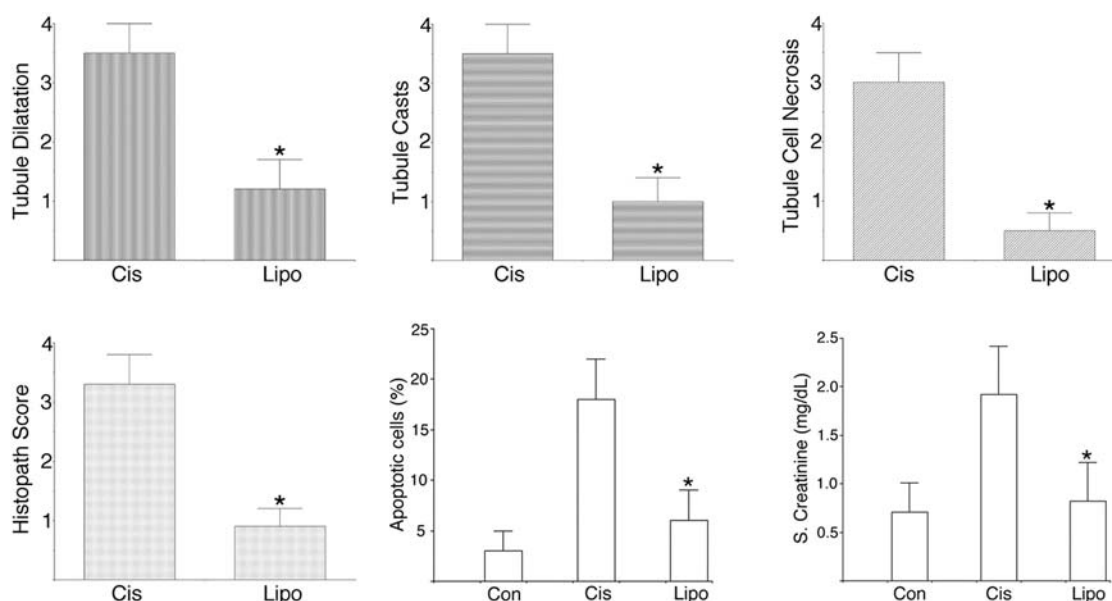 Tubule Dilatation
4
3
2
1
Cis Lipo
*
Tubule Casts
4
3
2
1
Cis Lipo
*
Tubule Cell Necrosis
4
3
2
1
Cis Lipo
*
Histopath Score
4
3
2
1
Cis Lipo
*
Apoptotic cells (%)
25
20
15
10
5
Con Cis Lipo
*
S. Creatinine (mg/dL)
2.5
2.0
1.5
1.0
0.5
Con Cis Lipo
*